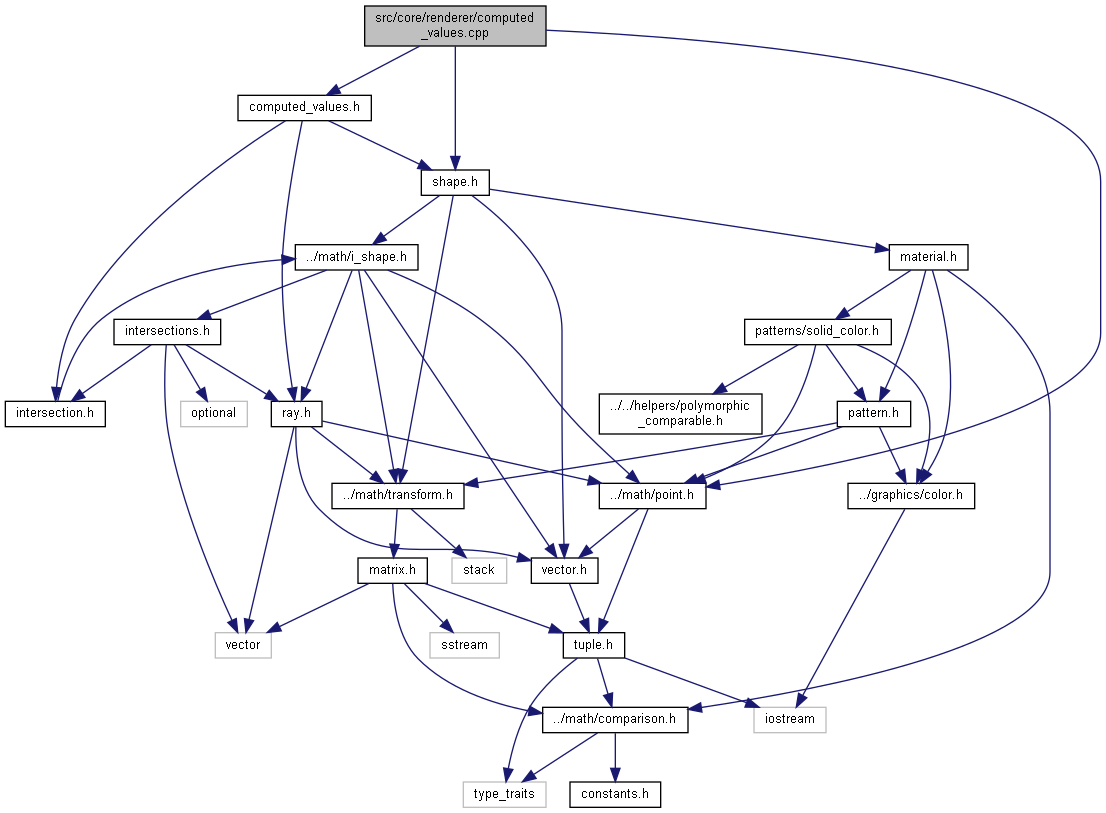 src/core/renderer/computed
_values.cpp
computed_values.h
shape.h
../math/i_shape.h
material.h
intersections.h
patterns/solid_color.h
intersection.h
optional
ray.h
../../helpers/polymorphic
_comparable.h
pattern.h
../math/transform.h
../math/point.h
../graphics/color.h
matrix.h
stack
vector.h
vector
sstream
tuple.h
../math/comparison.h
iostream
type_traits
constants.h